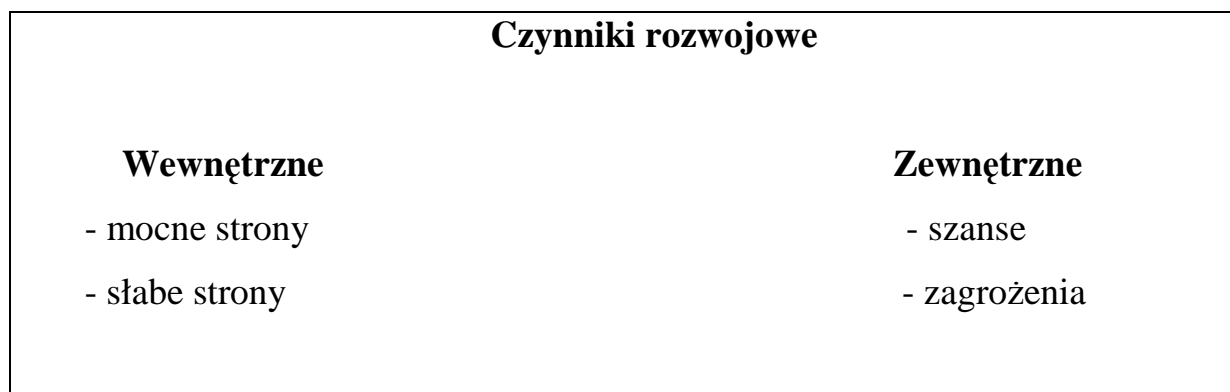 Czynniki rozwojowe
Wewnętrzne Zewnętrzne
- mocne strony - szanse
- słabe strony - zagrożenia